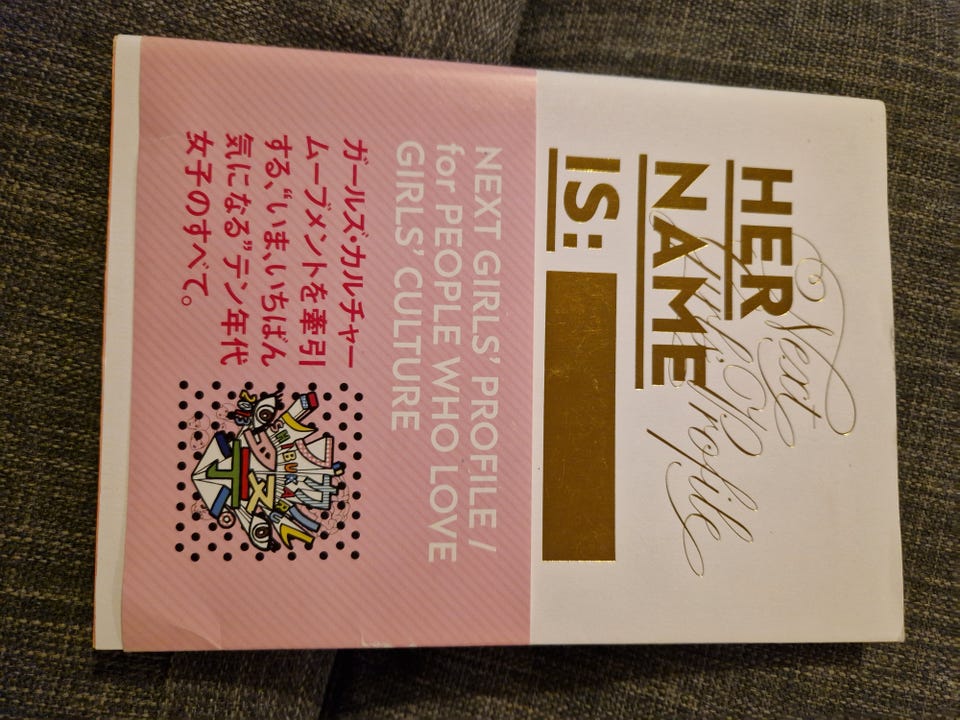 HER
NAME
IS:
Next
Girls' Profile
NEXT GIRLS' PROFILE /
for PEOPLE WHO LOVE
GIRLS' CULTURE
ガールズ・カルチャー
ムーブメントを牽引
する、“いま、いちばん
気になる”テン年代
女子のすべて。
2013
SHIBUKARUL